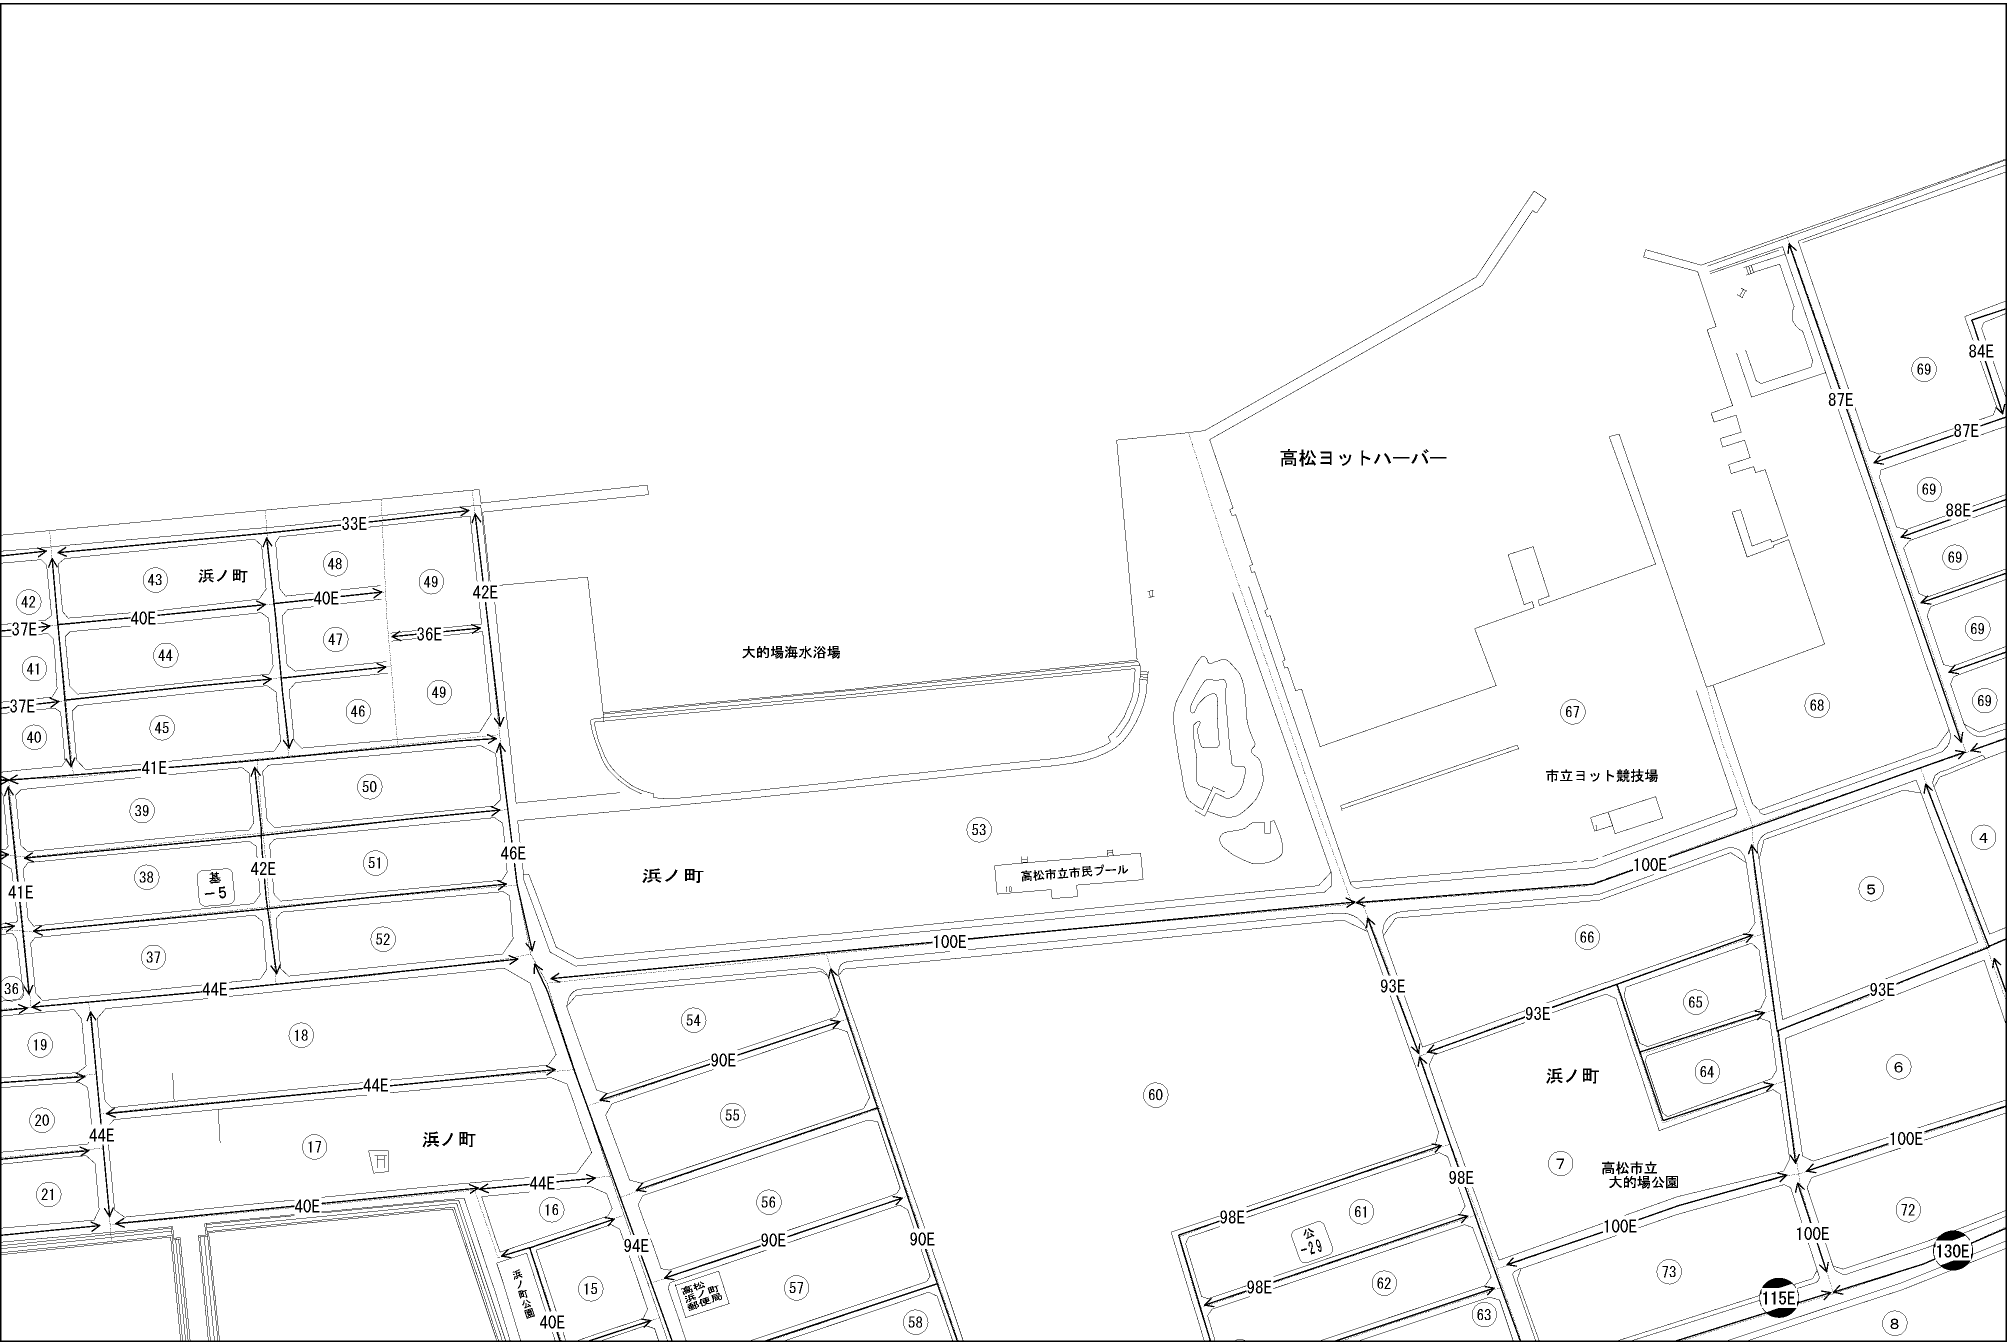 84E
69
87E
87E
高松ヨットハーバー
69
88E
33E
48
43
浜ノ町
49
69
42
42E
40E
40E
37E
36E
47
69
41
44
大的場海水浴場
49
69
37E
46
67
68
40
45
41E
市立ヨット競技場
50
39
53
4
46E
51
42E
100E
38
基
-5
41E
浜ノ町
高松市立市民プール
5
52
100E
66
37
36
44E
93E
93E
65
93E
54
18
19
90E
6
64
44E
浜ノ町
60
55
20
44E
100E
17
浜ノ町
7
高松市立
大的場公園
98E
44E
21
56
40E
16
61
72
98E
100E
100E
公
-29
94E
90E
90E
130E
73
62
98E
浜ノ町公園
15
高松
浜ノ町
郵便局
57
115E
63
40E
58
8